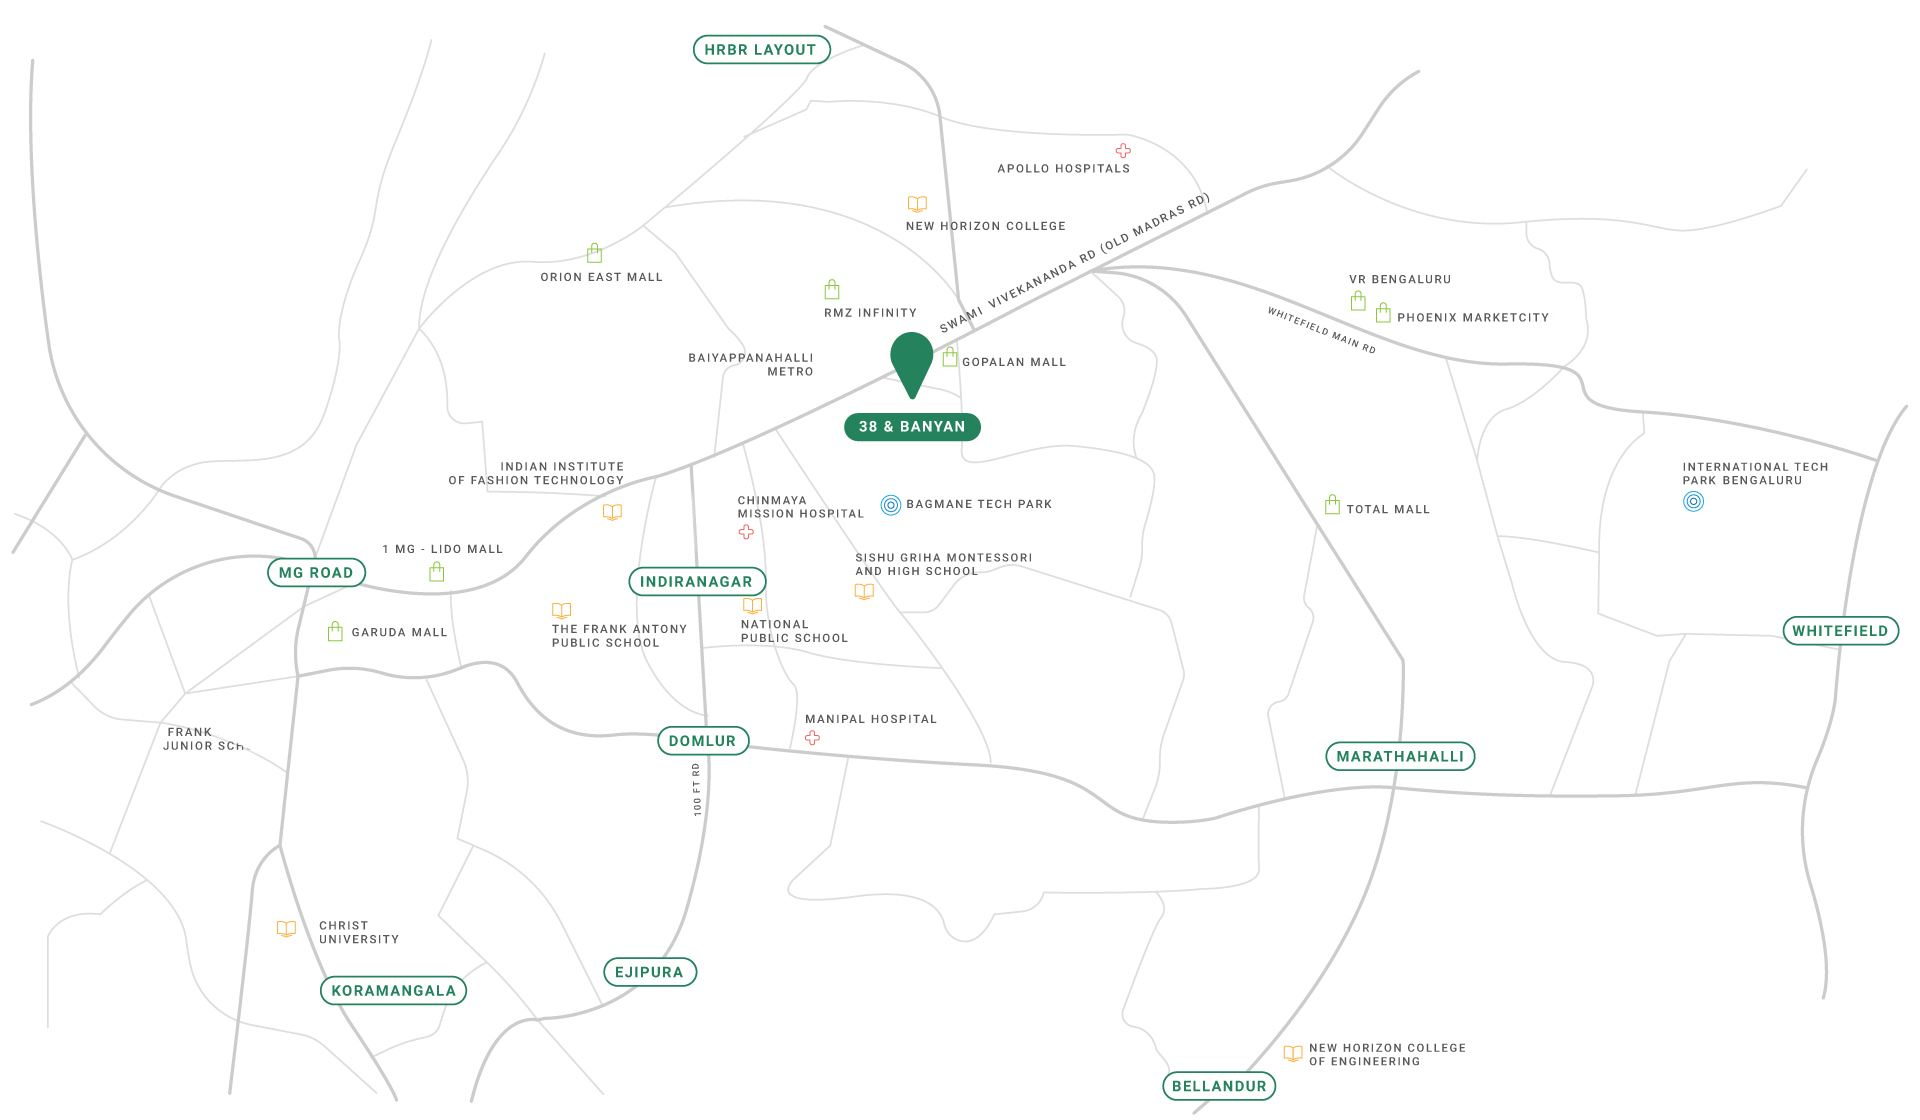 HRBR LAYOUT
APOLLO HOSPITALS
NEW HORIZON COLLEGE
SWAMI VIVEKANANDA RD (OLD MADRAS RD)
ORION EAST MALL
RMZ INFINITY
VR BENGALURU
PHOENIX MARKETCITY
WHITEFIELD MAIN RD
BAIYAPPANAHALLI
METRO
GOPALAN MALL
38 & BANYAN
INDIAN INSTITUTE
OF FASHION TECHNOLOGY
CHINMAYA
MISSION HOSPITAL
BAGMANE TECH PARK
TOTAL MALL
INTERNATIONAL TECH
PARK BENGALURU
1 MG - LIDO MALL
MG ROAD
INDIRANAGAR
SISHU GRIHA MONTESSORI
AND HIGH SCHOOL
GARUDA MALL
THE FRANK ANTONY
PUBLIC SCHOOL
NATIONAL
PUBLIC SCHOOL
WHITEFIELD
FRANK
JUNIOR SCH
DOMLUR
MANIPAL HOSPITAL
MARATHAHALLI
100 FT RD
CHRIST
UNIVERSITY
KORAMANGALA
EJIPURA
NEW HORIZON COLLEGE
OF ENGINEERING
BELLANDUR